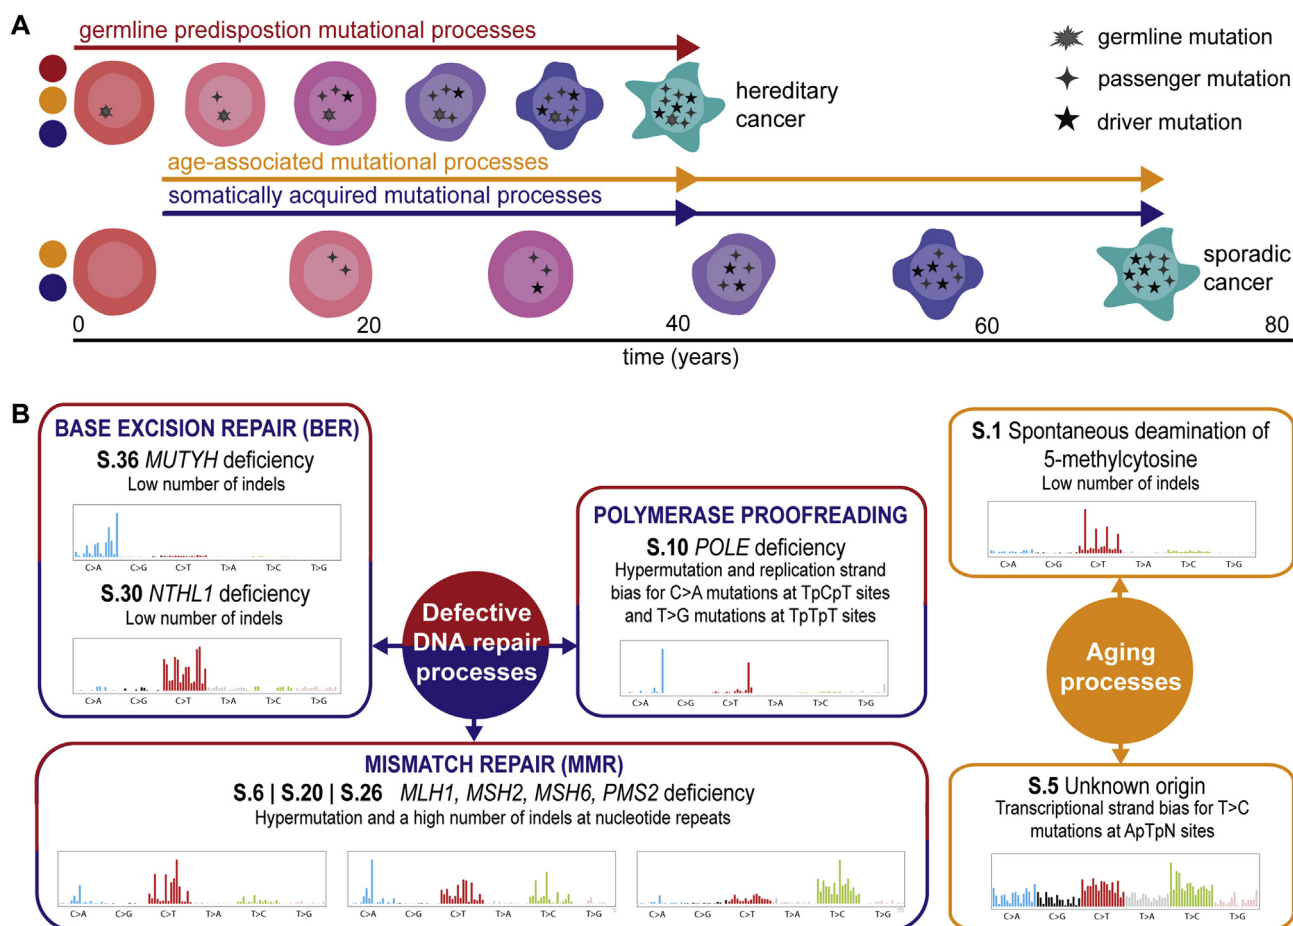 A
germline predispostion mutational processes
germline mutation
passenger mutation
driver mutation
hereditary
cancer
age-associated mutational processes
somatically acquired mutational processes
sporadic
cancer
0 20 40 60 80
time (years)
B
BASE EXCISION REPAIR (BER)
S.36 MUTYH deficiency
Low number of indels
C>A C>G C>T T>A T>C T>G
S.30 NTHL1 deficiency
Low number of indels
C>A C>G C>T T>A T>C T>G
Defective
DNA repair
processes
POLYMERASE PROOFREADING
S.10 POLE deficiency
Hypermutation and replication strand
bias for C>A mutations at TpCpT sites
and T>G mutations at TpTpT sites
C>A C>G C>T T>A T>C T>G
MISMATCH REPAIR (MMR)
S.6 | S.20 | S.26 MLH1, MSH2, MSH6, PMS2 deficiency
Hypermutation and a high number of indels at nucleotide repeats
C>A C>G C>T T>A T>C T>G
C>A C>G C>T T>A T>C T>G
C>A C>G C>T T>A T>C T>G
S.1 Spontaneous deamination of
5-methylcytosine
Low number of indels
C>A C>G C>T T>A T>C T>G
Aging
processes
S.5 Unknown origin
Transcriptional strand bias for T>C
mutations at ApTpN sites
C>A C>G C>T T>A T>C T>G